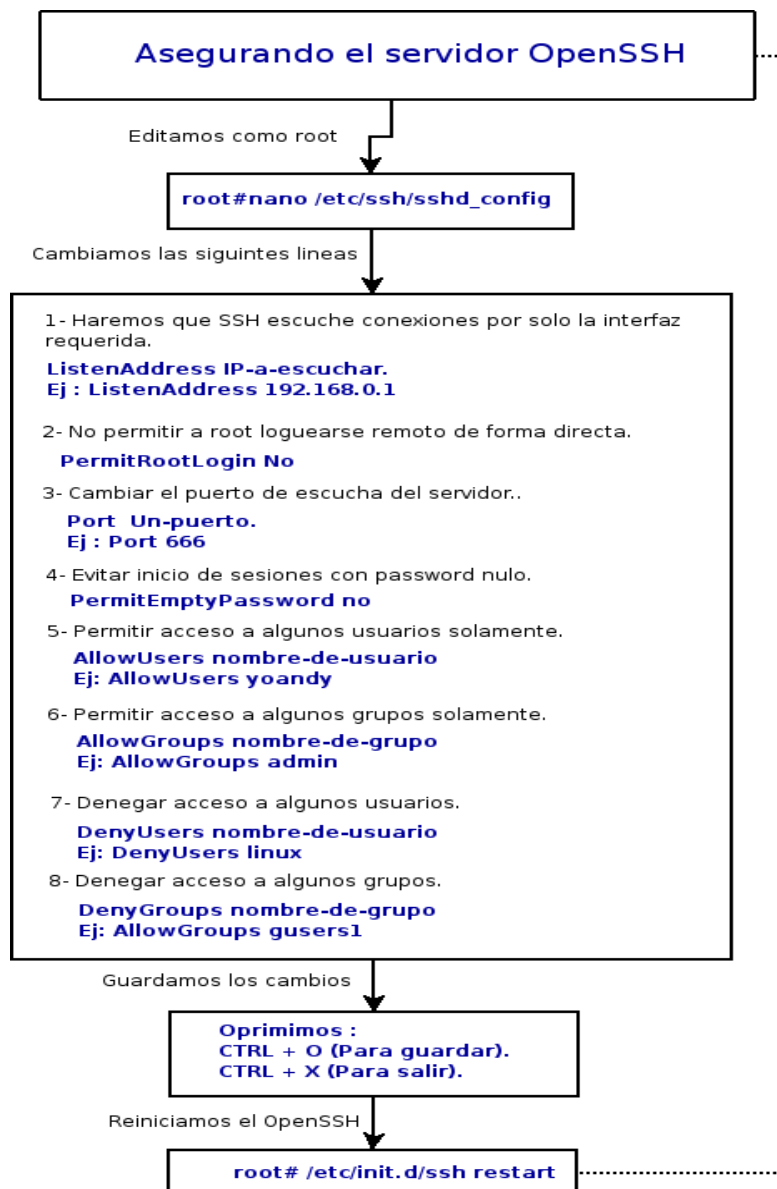 Asegurando el servidor OpenSSH
Editamos como root
root#nano /etc/ssh/sshd_config
Cambiamos las siguintes lineas
1- Haremos que SSH escuche conexiones por solo la interfaz
requerida.
ListenAddress IP-a-escuchar.
Ej : ListenAddress 192.168.0.1
2- No permitir a root loguearse remoto de forma directa.
PermitRootLogin No
3- Cambiar el puerto de escucha del servidor..
Port Un-puerto.
Ej : Port 666
4- Evitar inicio de sesiones con password nulo.
PermitEmptyPassword no
5- Permitir acceso a algunos usuarios solamente.
AllowUsers nombre-de-usuario
Ej: AllowUsers yoandy
6- Permitir acceso a algunos grupos solamente.
AllowGroups nombre-de-grupo
Ej: AllowGroups admin
7- Denegar acceso a algunos usuarios.
DenyUsers nombre-de-usuario
Ej: DenyUsers linux
8- Denegar acceso a algunos grupos.
DenyGroups nombre-de-grupo
Ej: AllowGroups gusers1
Guardamos los cambios
Oprimimos :
CTRL + O (Para guardar).
CTRL + X (Para salir).
Reiniciamos el OpenSSH
root# /etc/init.d/ssh restart